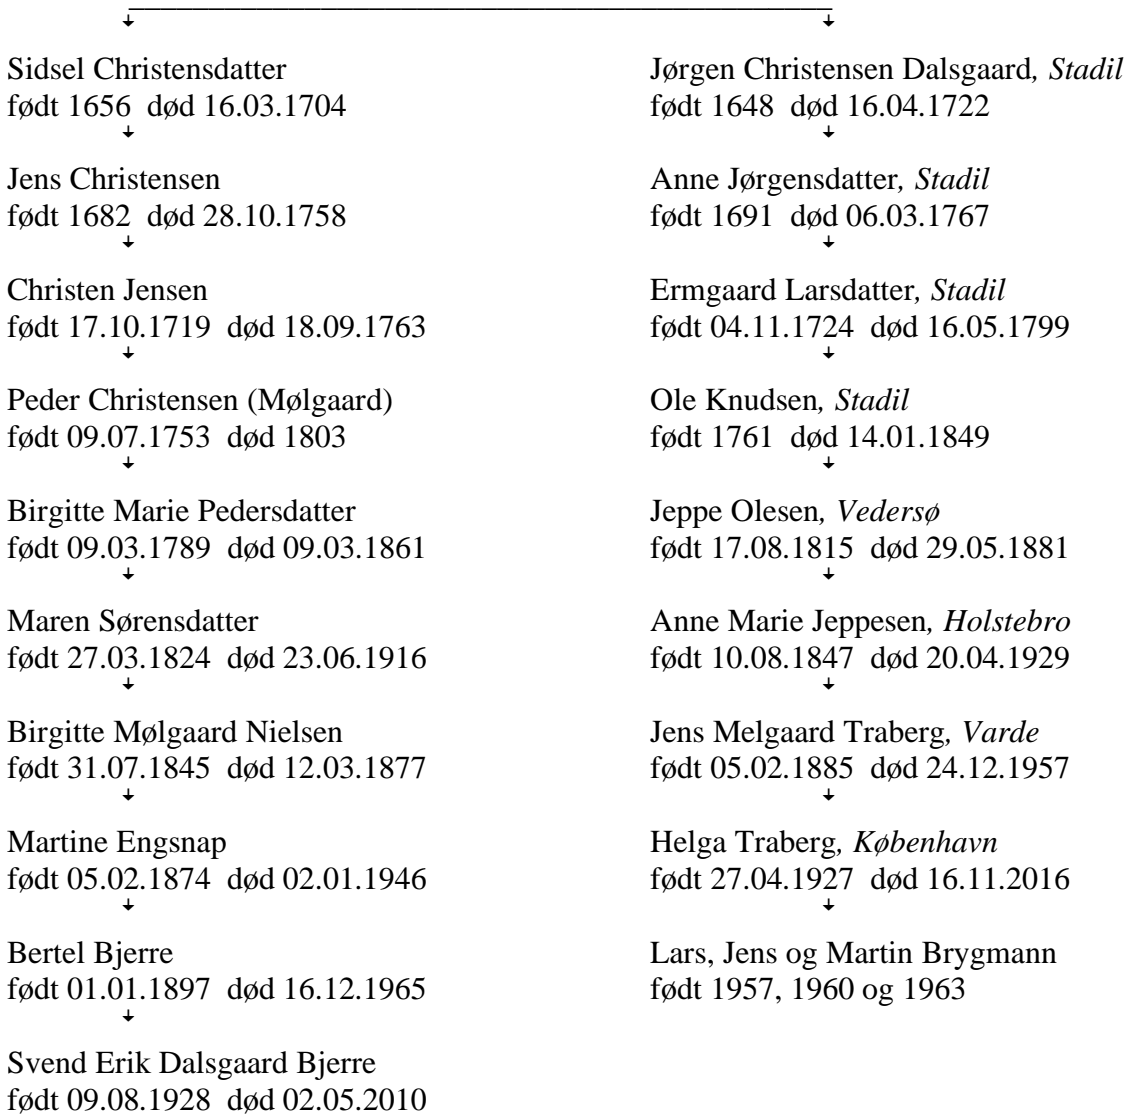 Sidsel Christensdatter
født 1656 død 16.03.1704
Jens Christensen
født 1682 død 28.10.1758
Christen Jensen
født 17.10.1719 død 18.09.1763
Peder Christensen (Mølgaard)
født 09.07.1753 død 1803
Birgitte Marie Pedersdatter
født 09.03.1789 død 09.03.1861
Maren Sørensdatter
født 27.03.1824 død 23.06.1916
Birgitte Mølgaard Nielsen
født 31.07.1845 død 12.03.1877
Martine Engsnap
født 05.02.1874 død 02.01.1946
Bertel Bjerre
født 01.01.1897 død 16.12.1965
Svend Erik Dalsgaard Bjerre
født 09.08.1928 død 02.05.2010
Jørgen Christensen Dalsgaard, Stadil
født 1648 død 16.04.1722
Anne Jørgensdatter, Stadil
født 1691 død 06.03.1767
Ermgaard Larsdatter, Stadil
født 04.11.1724 død 16.05.1799
Ole Knudsen, Stadil
født 1761 død 14.01.1849
Jeppe Olesen, Vedersø
født 17.08.1815 død 29.05.1881
Anne Marie Jeppesen, Holstebro
født 10.08.1847 død 20.04.1929
Jens Melgaard Traberg, Varde
født 05.02.1885 død 24.12.1957
Helga Traberg, København
født 27.04.1927 død 16.11.2016
Lars, Jens og Martin Brygmann
født 1957, 1960 og 1963